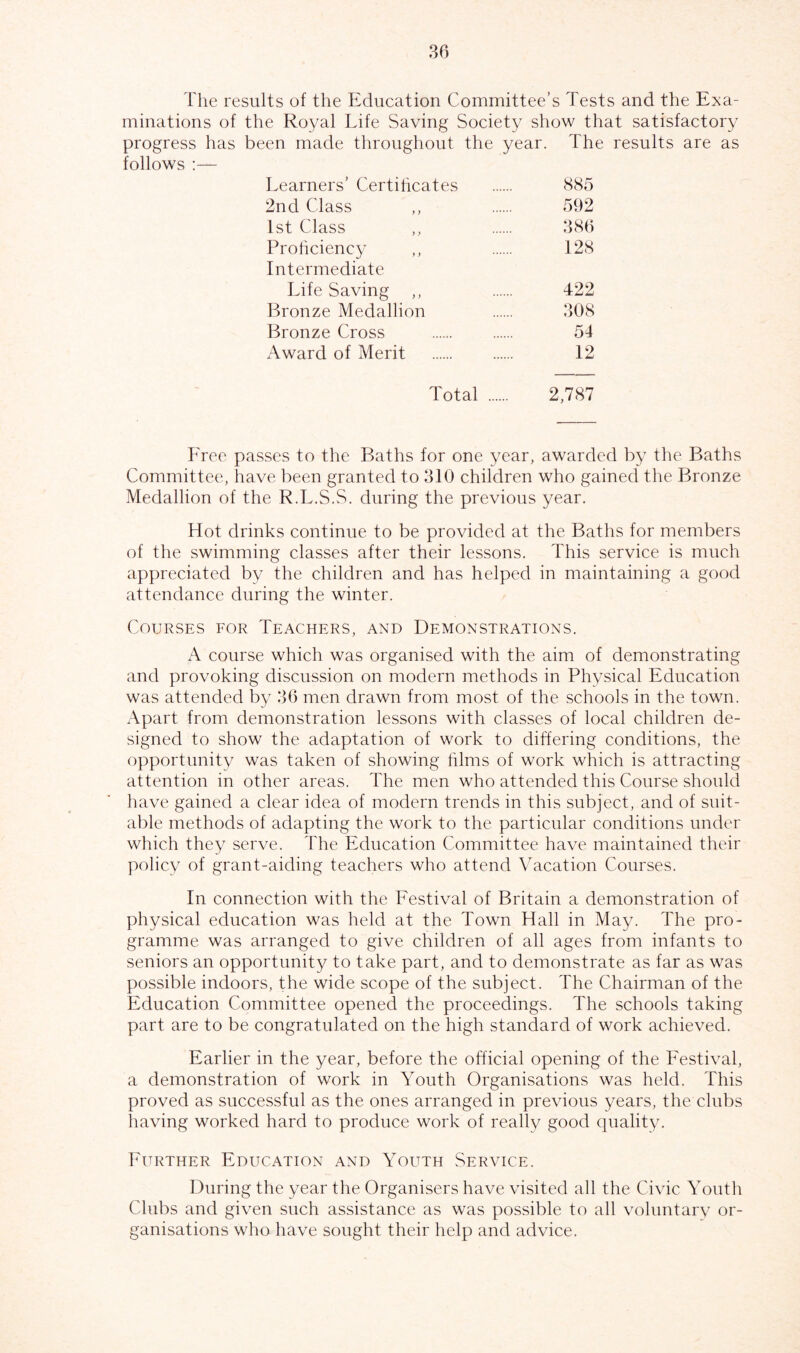 36
The results of the Education Committee's Tests and the Exa-
minations of the Royal Life Saving Society show that satisfactory
progress has been made throughout the year. The results are as
follows :—
Learners' Certificates ...... 885
2nd Class ,, ...... 592
1st Class ,, ...... 386
Proficiency ,, ...... 128
Intermediate
Life Saving ,, ...... 422
Bronze Medallion ...... 308
Bronze Cross ...... ...... 54
Award of Merit ...... ...... 12
Total ...... 2,787
Free passes to the Baths for one year, awarded by the Baths
Committee, have been granted to 310 children who gained the Bronze
Medallion of the R.L.S.S. during the previous year.
Hot drinks continue to be provided at the Baths for members
of the swimming classes after their lessons. This service is much
appreciated by the children and has helped in maintaining a good
attendance during the winter.
Courses for Teachers, and Demonstrations.
A course which was organised with the aim of demonstrating
and provoking discussion on modern methods in Physical Education
was attended by 36 men drawn from most of the schools in the town.
Apart from demonstration lessons with classes of local children de-
signed to show the adaptation of work to differing conditions, the
opportunity was taken of showing films of work which is attracting
attention in other areas. The men who attended this Course should
have gained a clear idea of modern trends in this subject, and of suit-
able methods of adapting the work to the particular conditions under
which they serve. The Education Committee have maintained their
policy of grant-aiding teachers who attend Vacation Courses.
In connection with the Festival of Britain a demonstration of
physical education was held at the Town Hall in May. The pro-
gramme was arranged to give children of all ages from infants to
seniors an opportunity to take part, and to demonstrate as far as was
possible indoors, the wide scope of the subject. The Chairman of the
Education Committee opened the proceedings. The schools taking
part are to be congratulated on the high standard of work achieved.
Earlier in the year, before the official opening of the Festival,
a demonstration of work in Youth Organisations was held. This
proved as successful as the ones arranged in previous years, the clubs
having worked hard to produce work of really good quality.
Further Education and Youth Service.
During the year the Organisers have visited all the Civic Youth
Clubs and given such assistance as was possible to all voluntary or-
ganisations who have sought their help and advice.